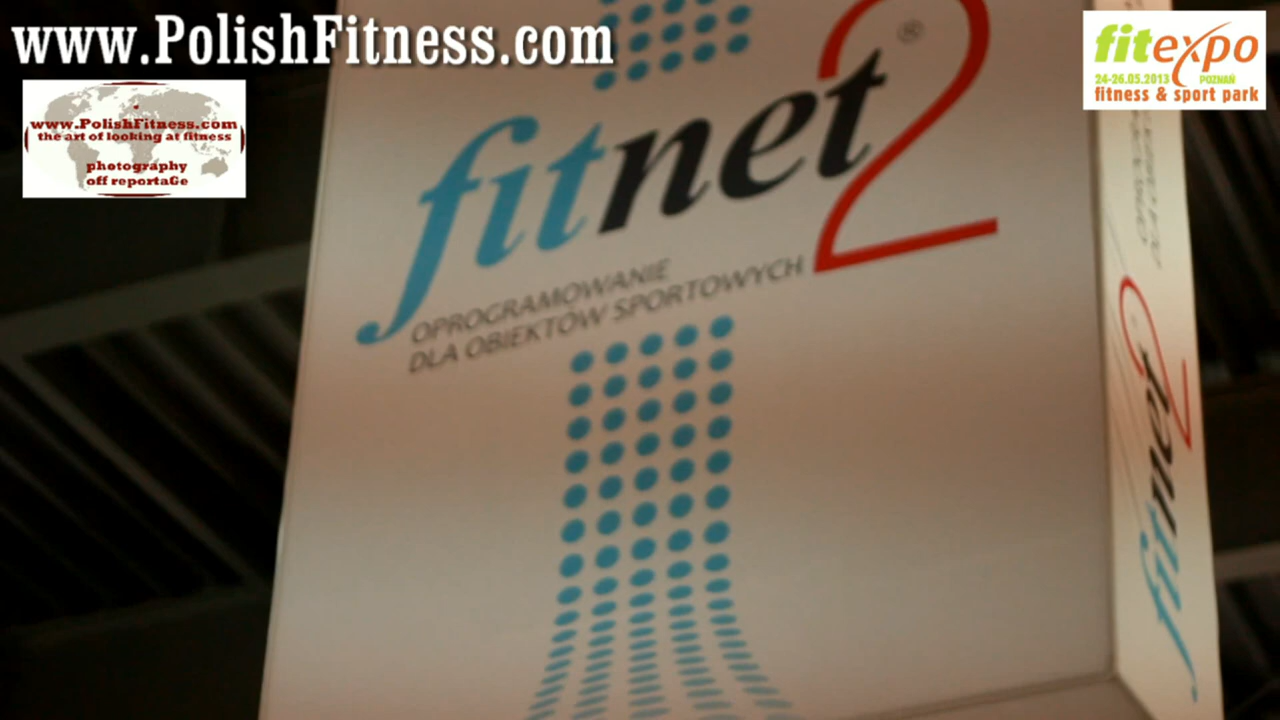 www.PolishFitness.com
www.PolishFitness.com
the art of looking at fitness
photography
off reportaGe
fitexpo
24-26.05.2013 POZNAŃ
fitness & sport park
fitnet2®
OPROGRAMOWANIE
DLA OBIEKTÓW SPORTOWYCH
fitnet2